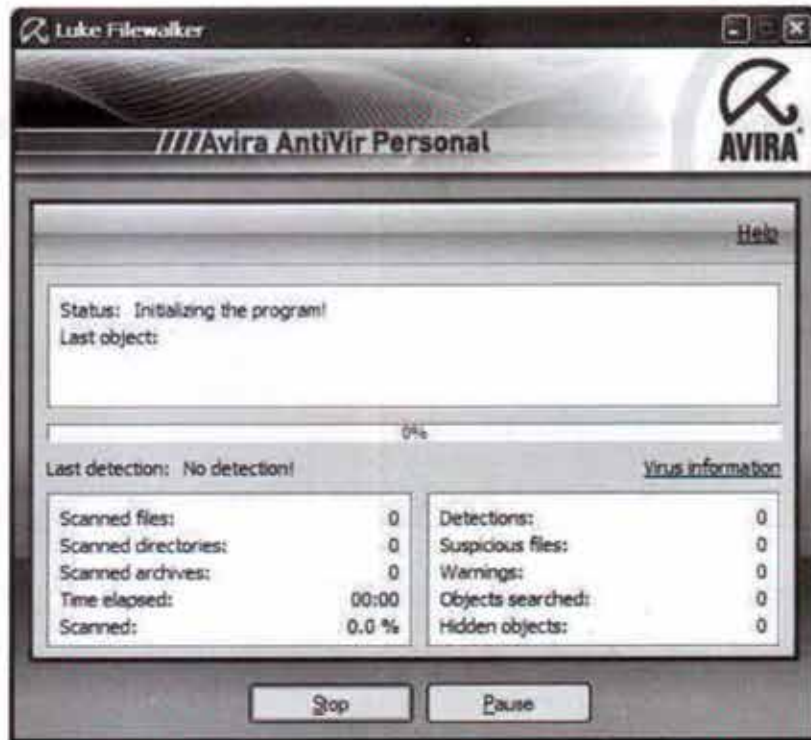 Luke Filewalker
////Avira AntiVir Personal
AVIRA
Help
Status: Initializing the program!
Last object:
0%
Last detection: No detection!
Virus information
Scanned files: 0
Scanned directories: 0
Scanned archives: 0
Time elapsed: 00:00
Scanned: 0.0 %
Detections: 0
Suspicious files: 0
Warnings: 0
Objects searched: 0
Hidden objects: 0
Stop
Pause